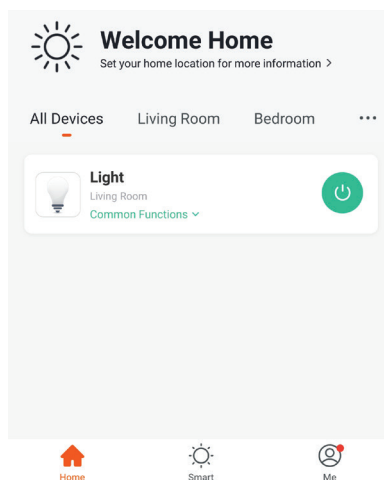 Welcome Home
Set your home location for more information >
All Devices Living Room Bedroom ...
Light
Living Room
Common Functions
Home Smart Me